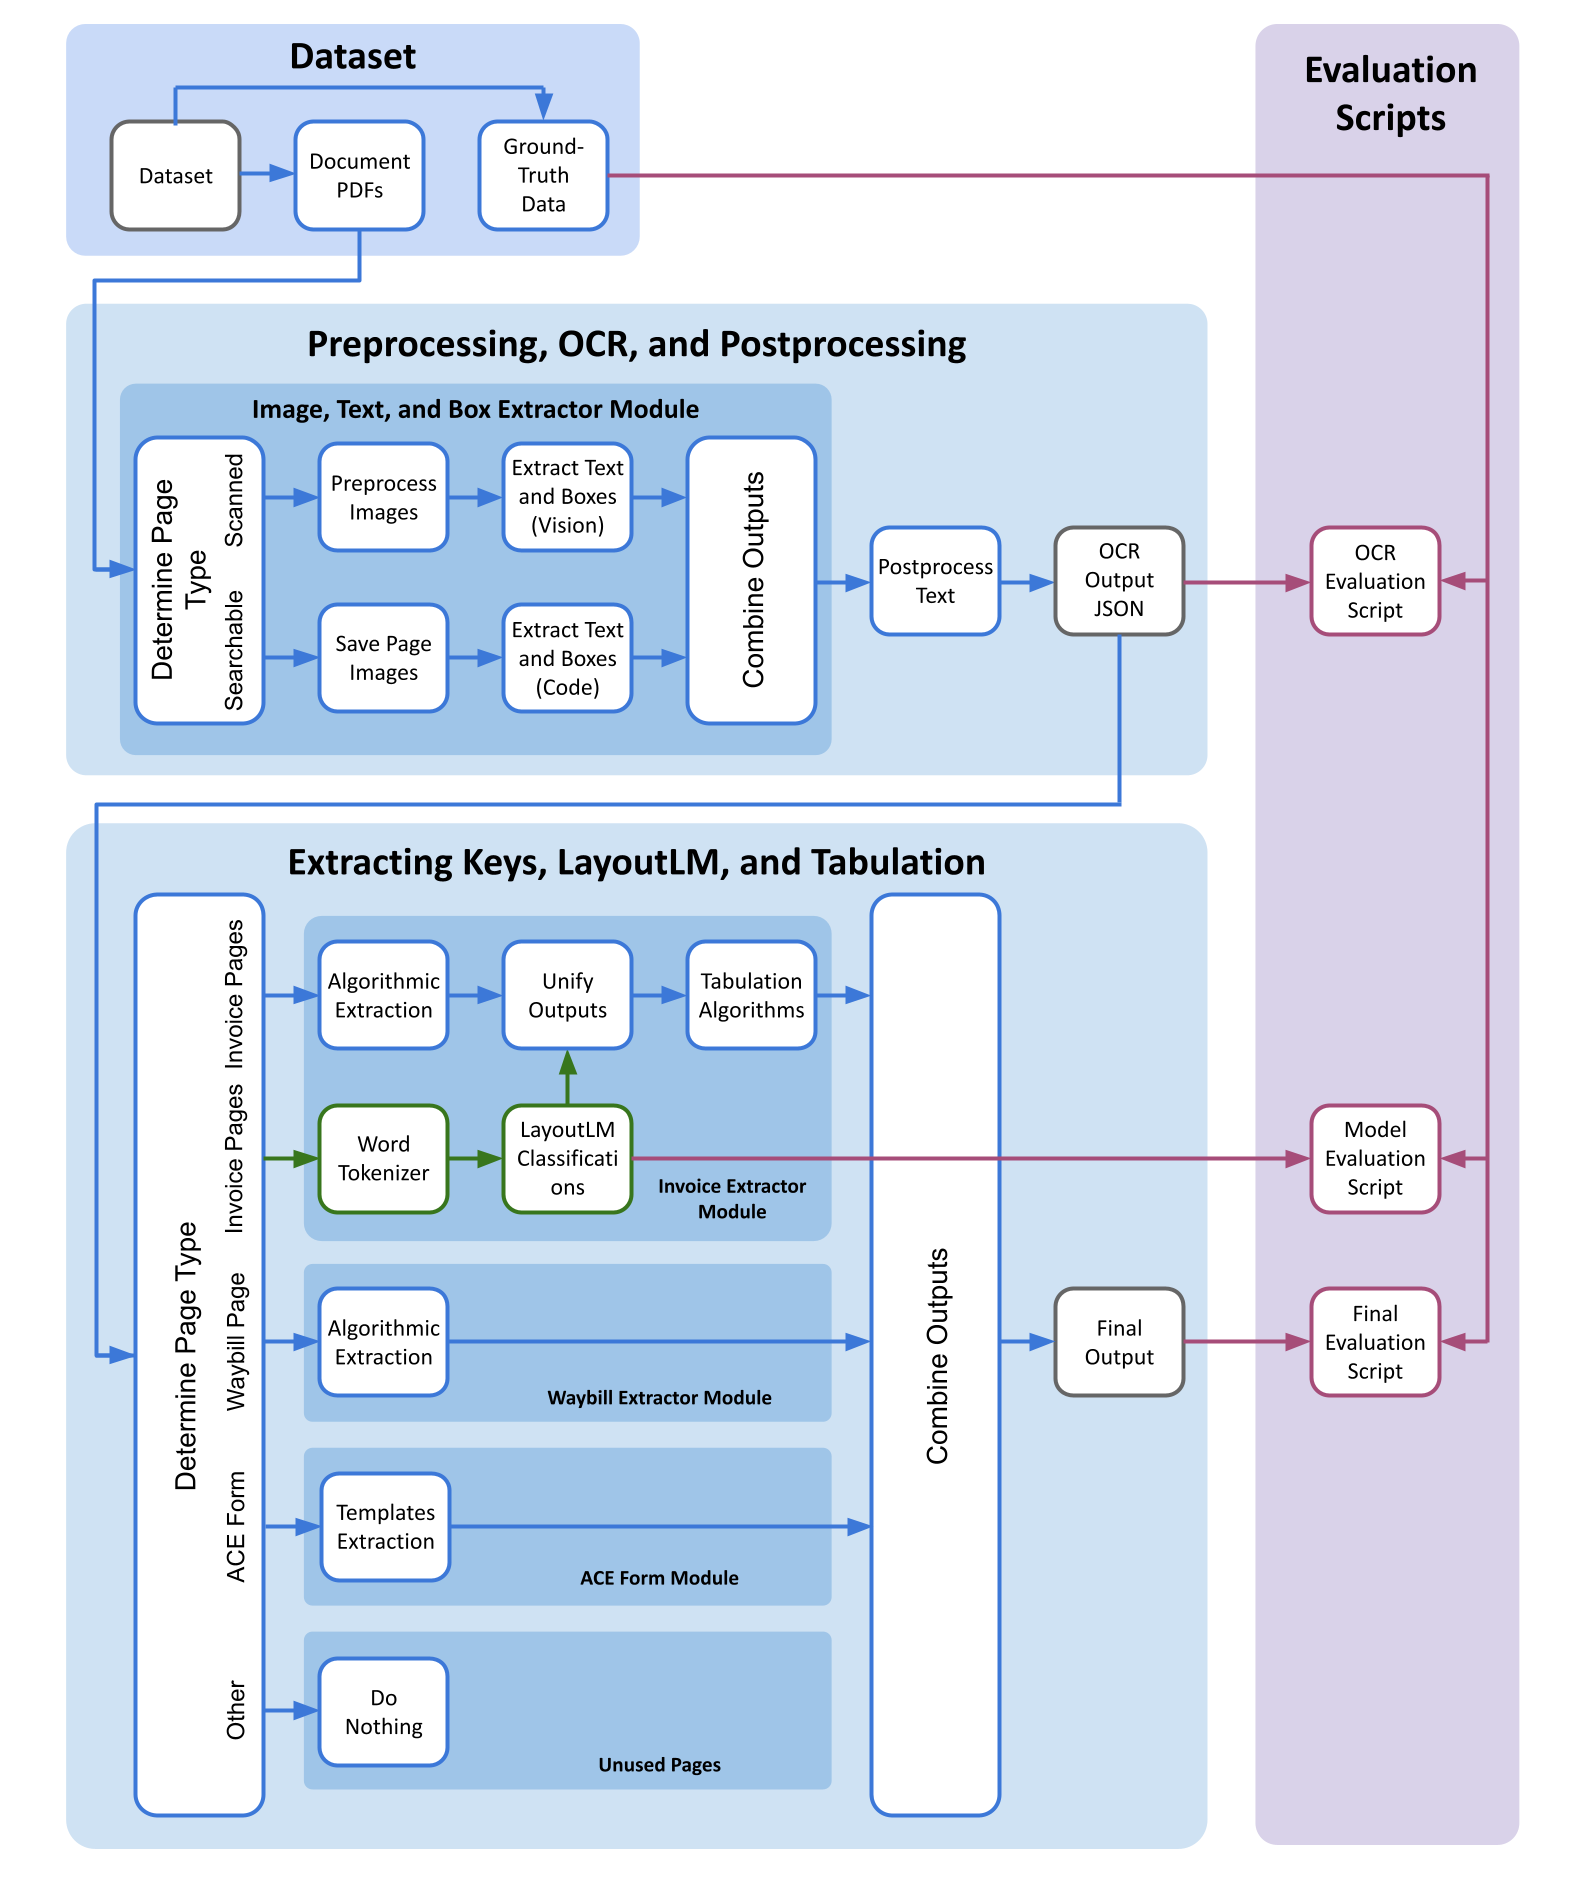 Dataset
Dataset
Document
PDFs
Ground-
Truth
Data
Evaluation
Scripts
Preprocessing, OCR, and Postprocessing
Image, Text, and Box Extractor Module
Determine Page
Type
Scanned
Searchable
Preprocess
Images
Extract Text
and Boxes
(Vision)
Save Page
Images
Extract Text
and Boxes
(Code)
Combine Outputs
Postprocess
Text
OCR
Output
JSON
OCR
Evaluation
Script
Extracting Keys, LayoutLM, and Tabulation
Determine Page Type
Invoice Pages
Invoice Pages
Waybill Page
ACE Form
Other
Algorithmic
Extraction
Unify
Outputs
Tabulation
Algorithms
Word
Tokenizer
LayoutLM
Classificati
ons
Invoice Extractor
Module
Algorithmic
Extraction
Waybill Extractor Module
Templates
Extraction
ACE Form Module
Do
Nothing
Unused Pages
Combine Outputs
Final
Output
Model
Evaluation
Script
Final
Evaluation
Script